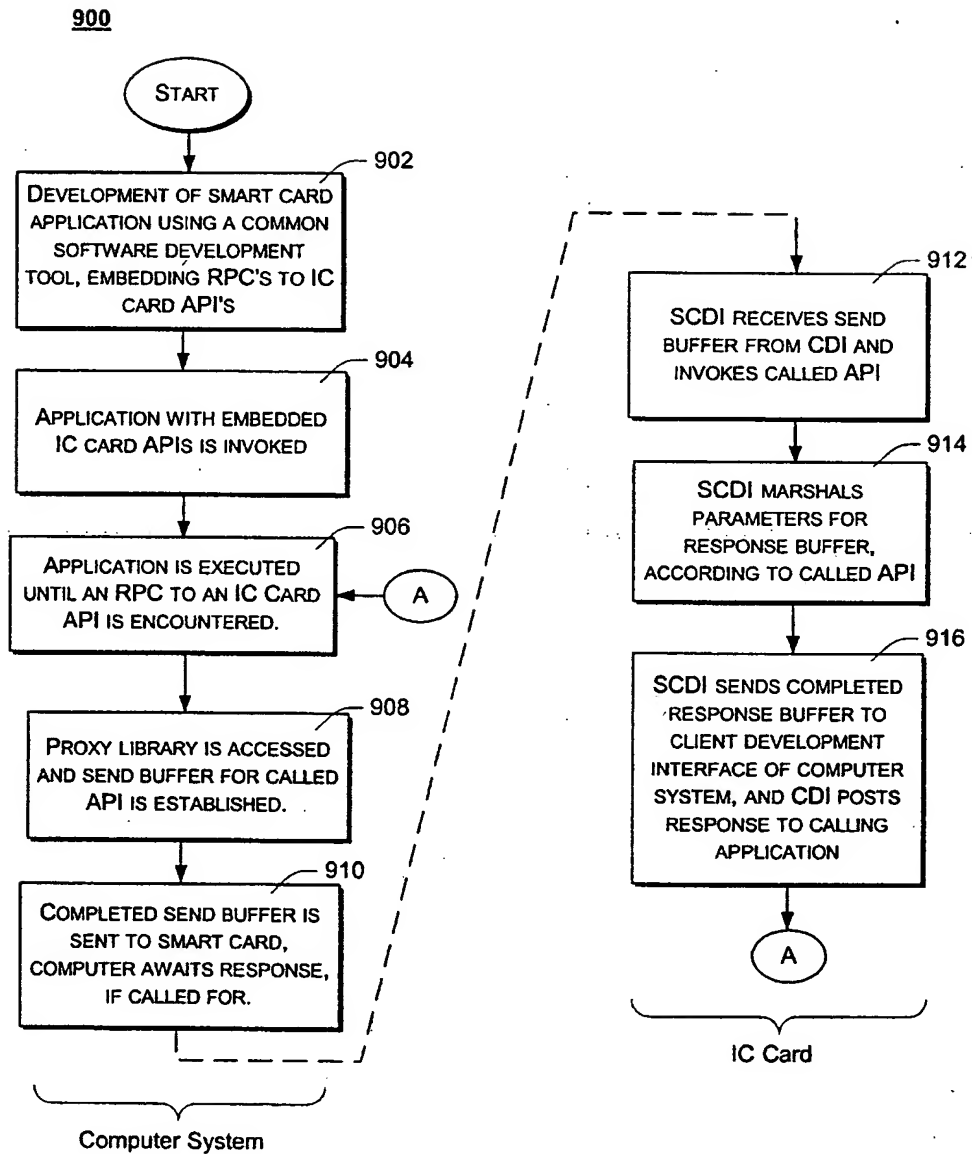 900
START
902
DEVELOPMENT OF SMART CARD
APPLICATION USING A COMMON
SOFTWARE DEVELOPMENT
TOOL, EMBEDDING RPC'S TO IC
CARD API'S
904
APPLICATION WITH EMBEDDED
IC CARD APIS IS INVOKED
906
APPLICATION IS EXECUTED
UNTIL AN RPC TO AN IC CARD
API IS ENCOUNTERED.
A
908
PROXY LIBRARY IS ACCESSED
AND SEND BUFFER FOR CALLED
API IS ESTABLISHED.
910
COMPLETED SEND BUFFER IS
SENT TO SMART CARD,
COMPUTER AWAITS RESPONSE,
IF CALLED FOR.
Computer System
912
SCDI RECEIVES SEND
BUFFER FROM CDI AND
INVOKES CALLED API
914
SCDI MARSHALS
PARAMETERS FOR
RESPONSE BUFFER,
ACCORDING TO CALLED API
916
SCDI SENDS COMPLETED
RESPONSE BUFFER TO
CLIENT DEVELOPMENT
INTERFACE OF COMPUTER
SYSTEM, AND CDI POSTS
RESPONSE TO CALLING
APPLICATION
A
IC Card